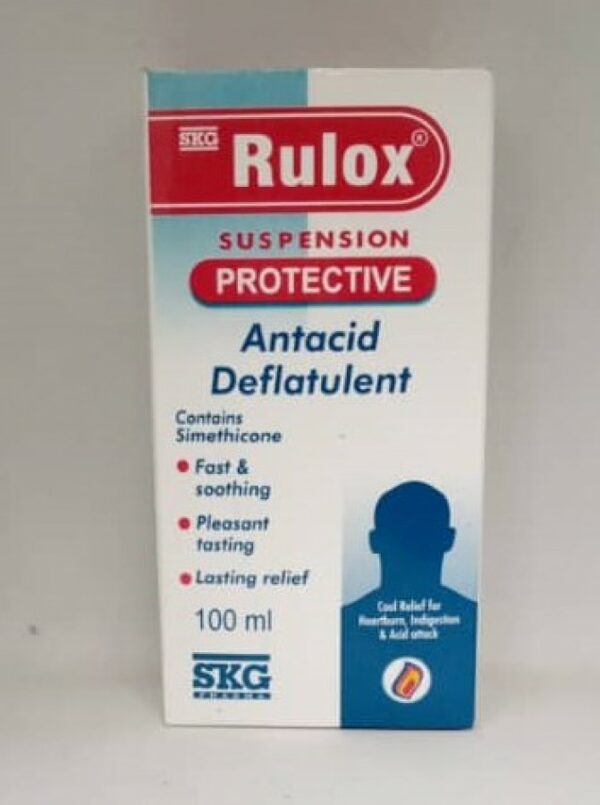 SKG
Rulox®
SUSPENSION
PROTECTIVE
Antacid
Deflatulent
Contains
Simethicone
Fast &
soothing
Pleasant
tasting
Lasting relief
100 ml
Cool Relief for
Heartburn, Indigestion
& Acid attack
SKG
PHARMA